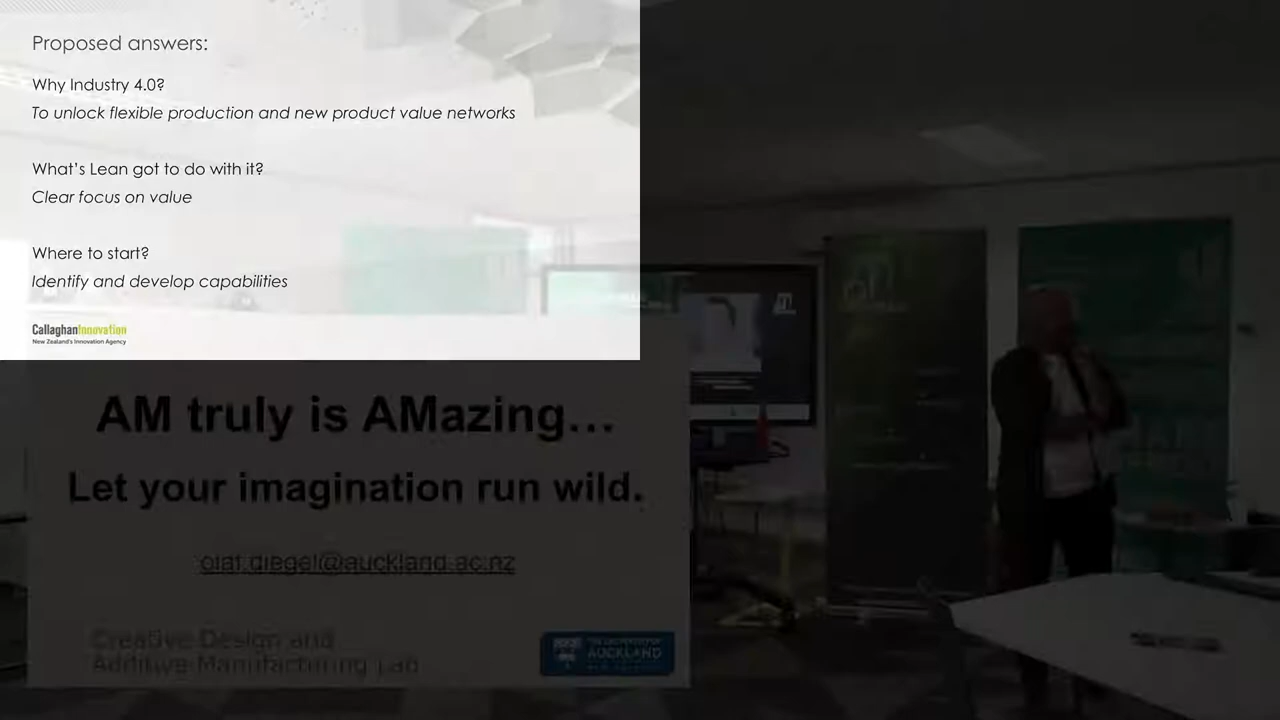 Proposed answers:
Why Industry 4.0?
To unlock flexible production and new product value networks
What's Lean got to do with it?
Clear focus on value
Where to start?
Identify and develop capabilities
CallaghanInnovation
New Zealand's Innovation Agency
AM truly is AMazing...
Let your imagination run wild.
olaf.diegel@auckland.ac.nz
Creative Design and
Additive Manufacturing Lab
THE UNIVERSITY OF
AUCKLAND
NEW ZEALAND